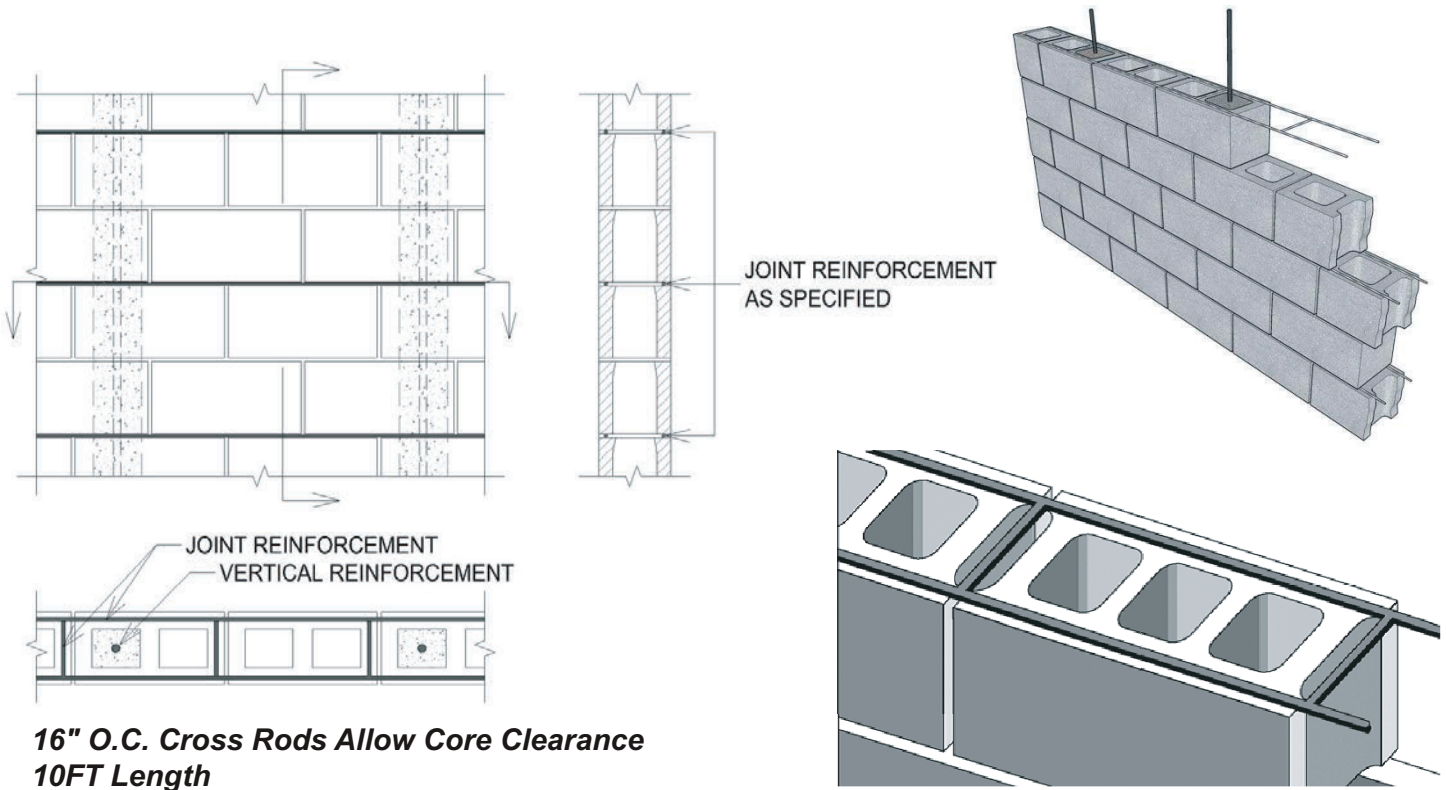 JOINT REINFORCEMENT
AS SPECIFIED
JOINT REINFORCEMENT
VERTICAL REINFORCEMENT
16" O.C. Cross Rods Allow Core Clearance
10FT Length